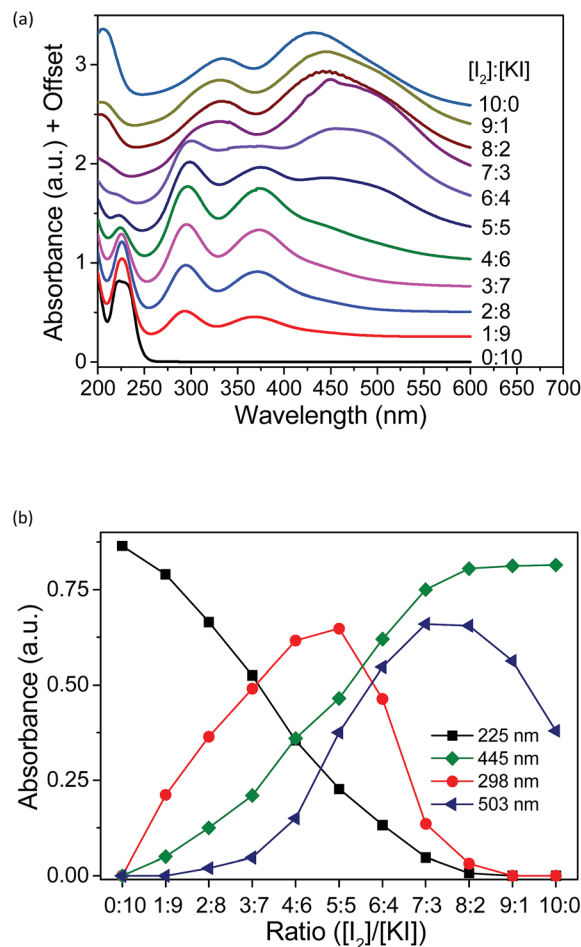 (a)
Absorbance (a.u.) + Offset
3
2
1
0
[I₂]:[KI]
10:0
9:1
8:2
7:3
6:4
5:5
4:6
3:7
2:8
1:9
0:10
200 250 300 350 400 450 500 550 600 650 700
Wavelength (nm)
(b)
Absorbance (a.u.)
0.75
0.50
0.25
0.00
225 nm
445 nm
298 nm
503 nm
0:10 1:9 2:8 3:7 4:6 5:5 6:4 7:3 8:2 9:1 10:0
Ratio ([I₂]/[KI])